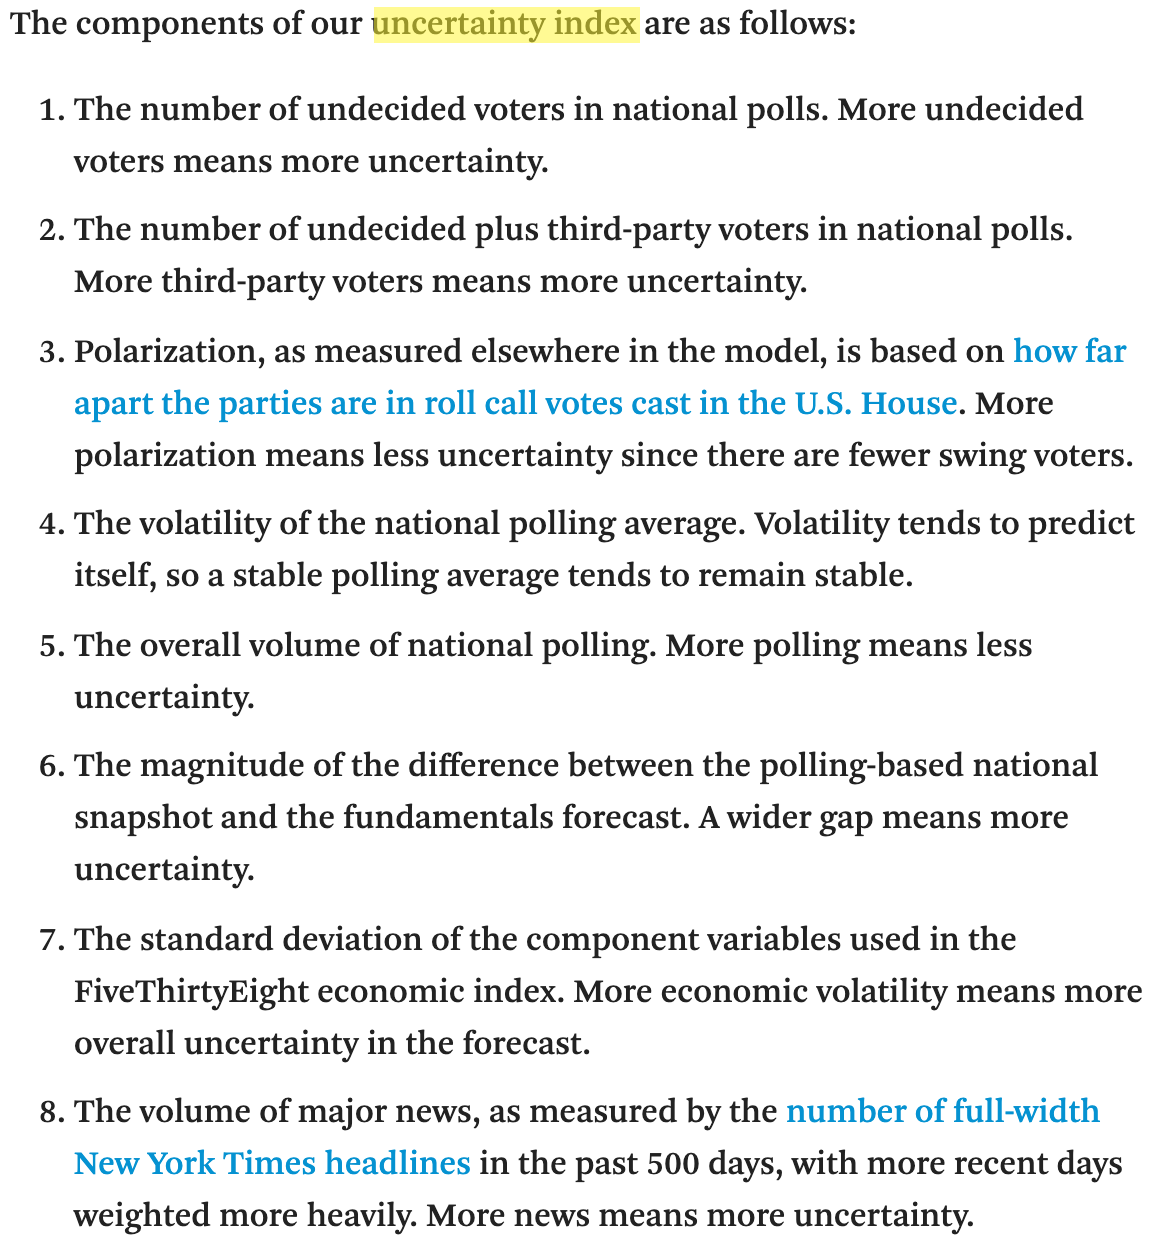 The components of our uncertainty index are as follows:
1. The number of undecided voters in national polls. More undecided
voters means more uncertainty.
2. The number of undecided plus third-party voters in national polls.
More third-party voters means more uncertainty.
3. Polarization, as measured elsewhere in the model, is based on how far
apart the parties are in roll call votes cast in the U.S. House. More
polarization means less uncertainty since there are fewer swing voters.
4. The volatility of the national polling average. Volatility tends to predict
itself, so a stable polling average tends to remain stable.
5. The overall volume of national polling. More polling means less
uncertainty.
6. The magnitude of the difference between the polling-based national
snapshot and the fundamentals forecast. A wider gap means more
uncertainty.
7. The standard deviation of the component variables used in the
FiveThirtyEight economic index. More economic volatility means more
overall uncertainty in the forecast.
8. The volume of major news, as measured by the number of full-width
New York Times headlines in the past 500 days, with more recent days
weighted more heavily. More news means more uncertainty.